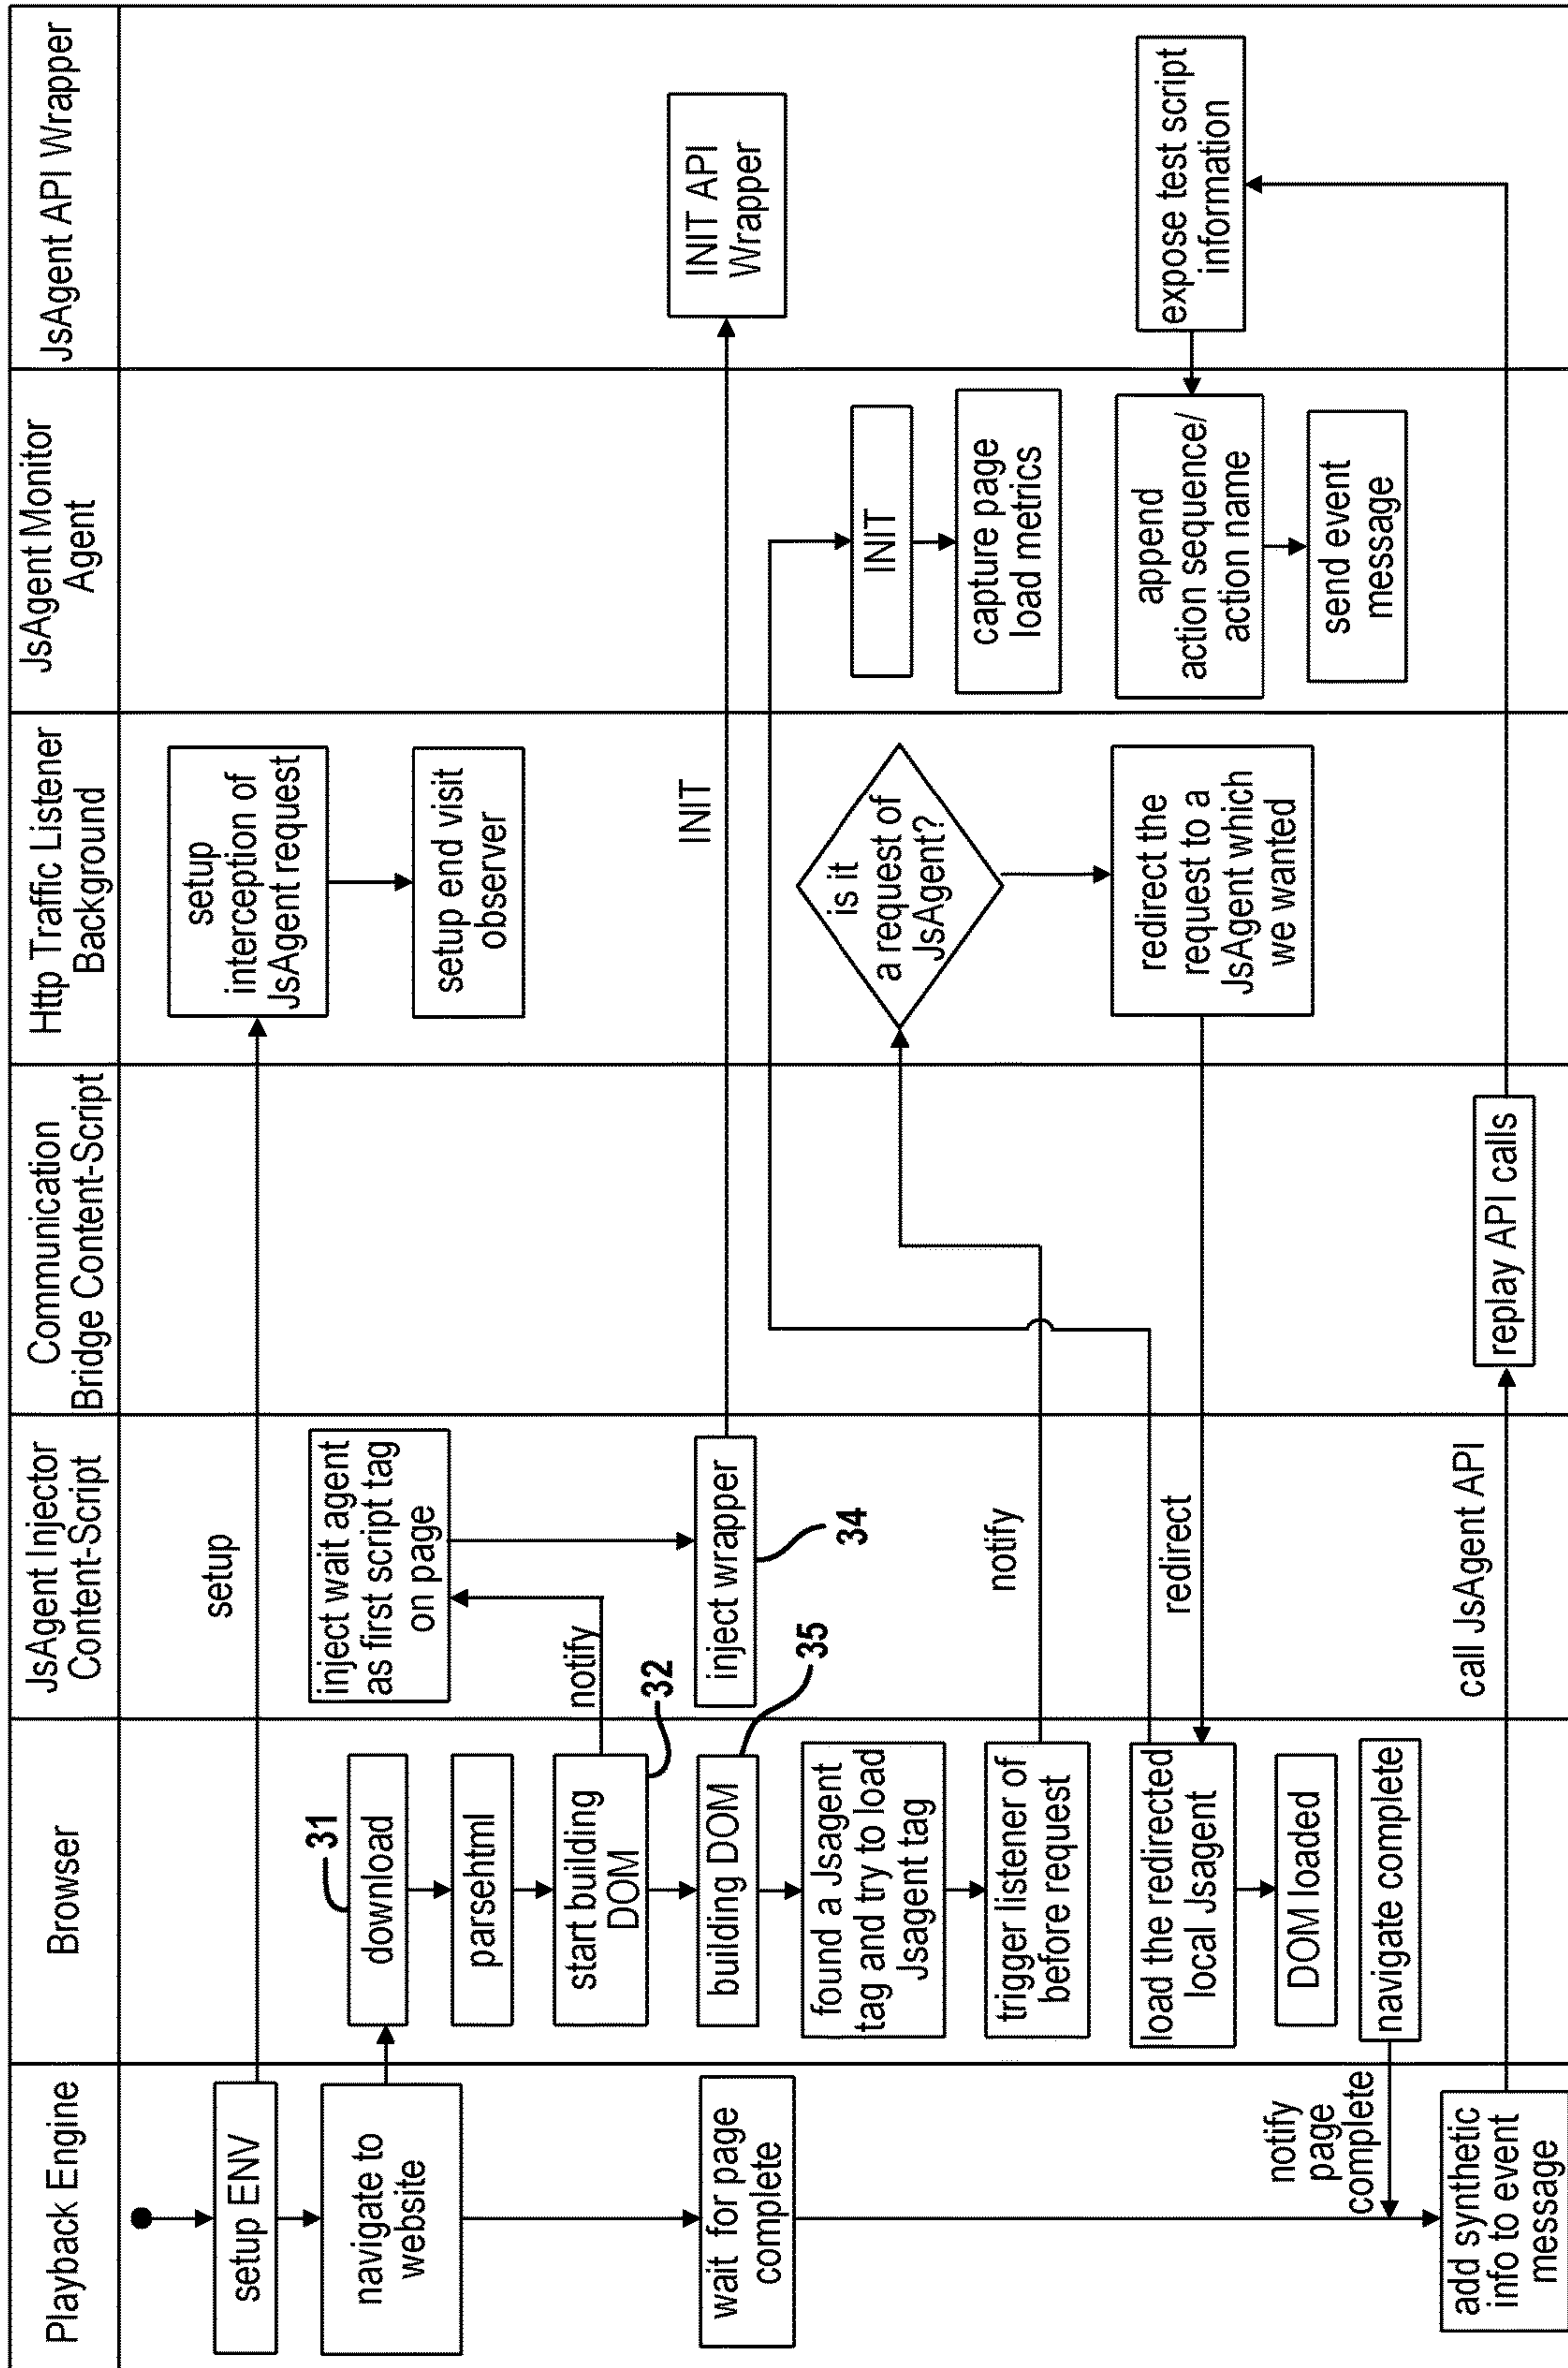 Playback Engine
Browser
JsAgent Injector
Content-Script
Communication
Bridge Content-Script
Http Traffic Listener
Background
JsAgent Monitor
Agent
JsAgent API Wrapper
setup ENV
setup
setup
interception of
JsAgent request
setup end visit
observer
navigate to
website
31
download
parsehtml
start building
DOM
32
notify
inject wait agent
as first script tag
on page
inject wrapper
34
INIT
INIT API
Wrapper
wait for page
complete
building DOM
35
found a Jsagent
tag and try to load
Jsagent tag
trigger listener of
before request
notify
is it
a request of
JsAgent?
redirect the
request to a
JsAgent which
we wanted
redirect
load the redirected
local Jsagent
INIT
capture page
load metrics
DOM loaded
navigate complete
notify
page
complete
add synthetic
info to event
message
call JsAgent API
replay API calls
expose test script
information
append
action sequence/
action name
send event
message